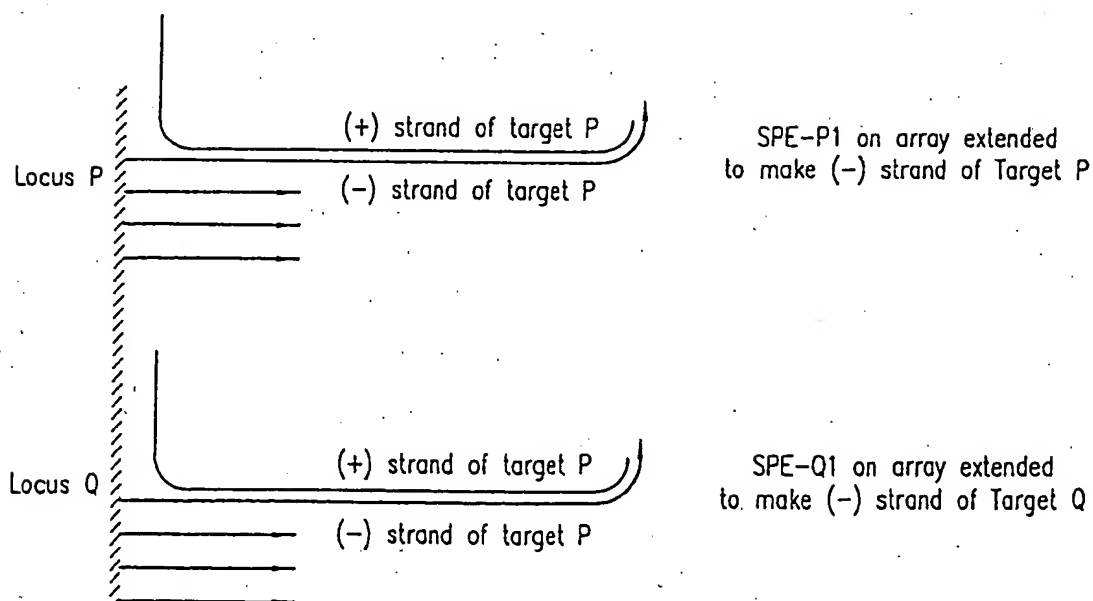 (+) strand of target P
SPE-P1 on array extended
to make (-) strand of Target P
Locus P
(-) strand of target P
(+) strand of target P
SPE-Q1 on array extended
to make (-) strand of Target Q
Locus Q
(-) strand of target P